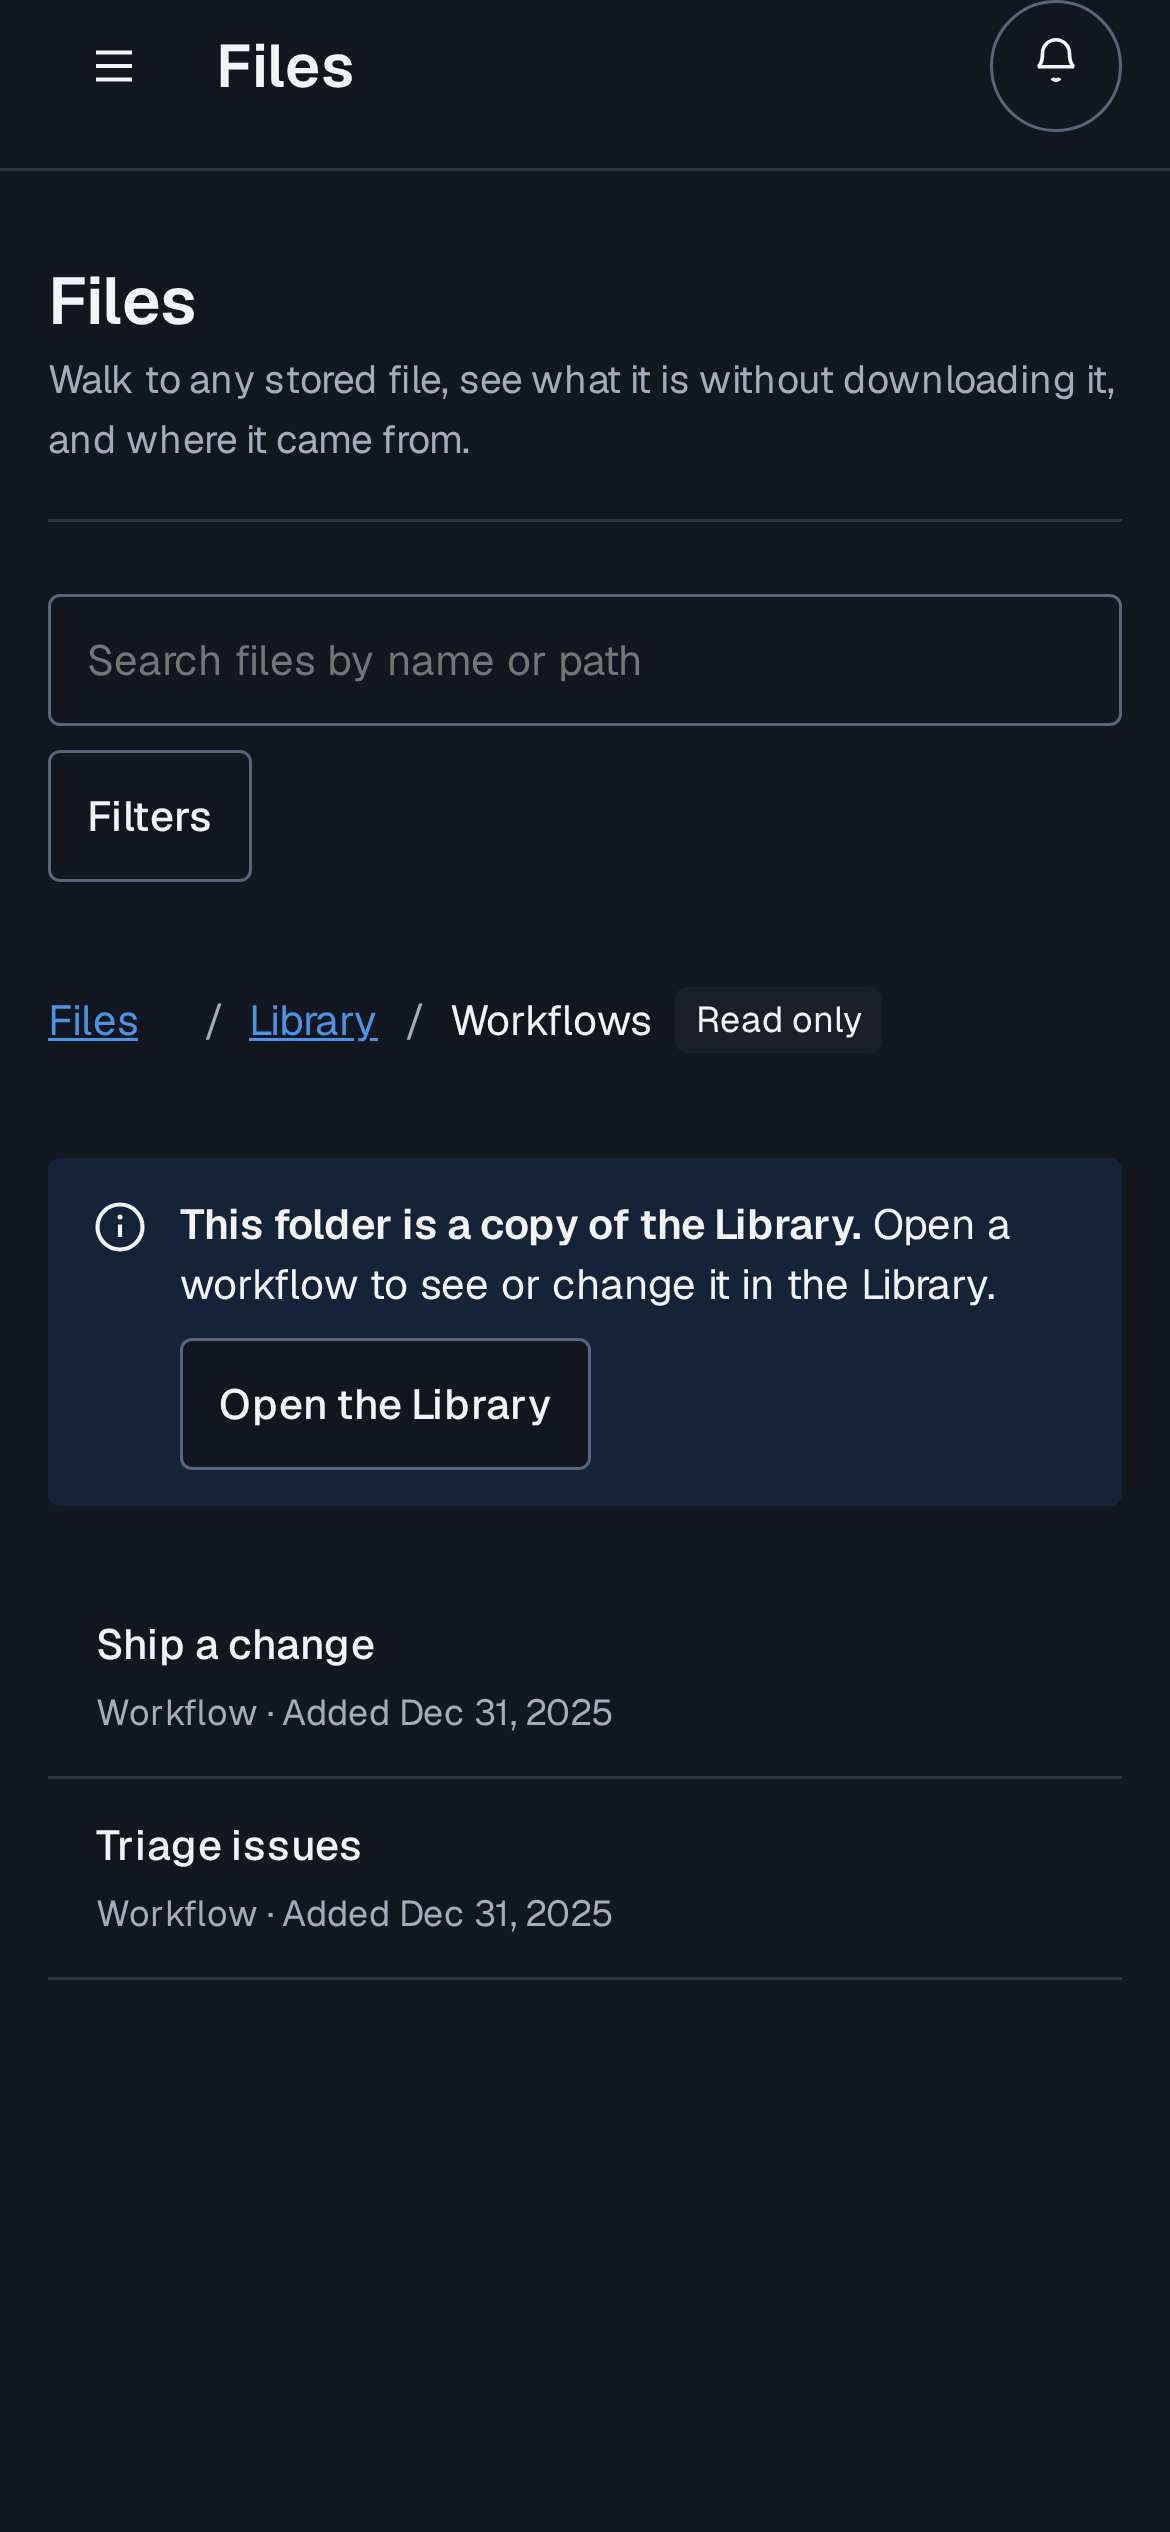 Files
Files
Walk to any stored file, see what it is without downloading it,
and where it came from.
Search files by name or path
Filters
Files / Library / Workflows Read only
This folder is a copy of the Library. Open a
workflow to see or change it in the Library.
Open the Library
Ship a change
Workflow · Added Dec 31, 2025
Triage issues
Workflow · Added Dec 31, 2025